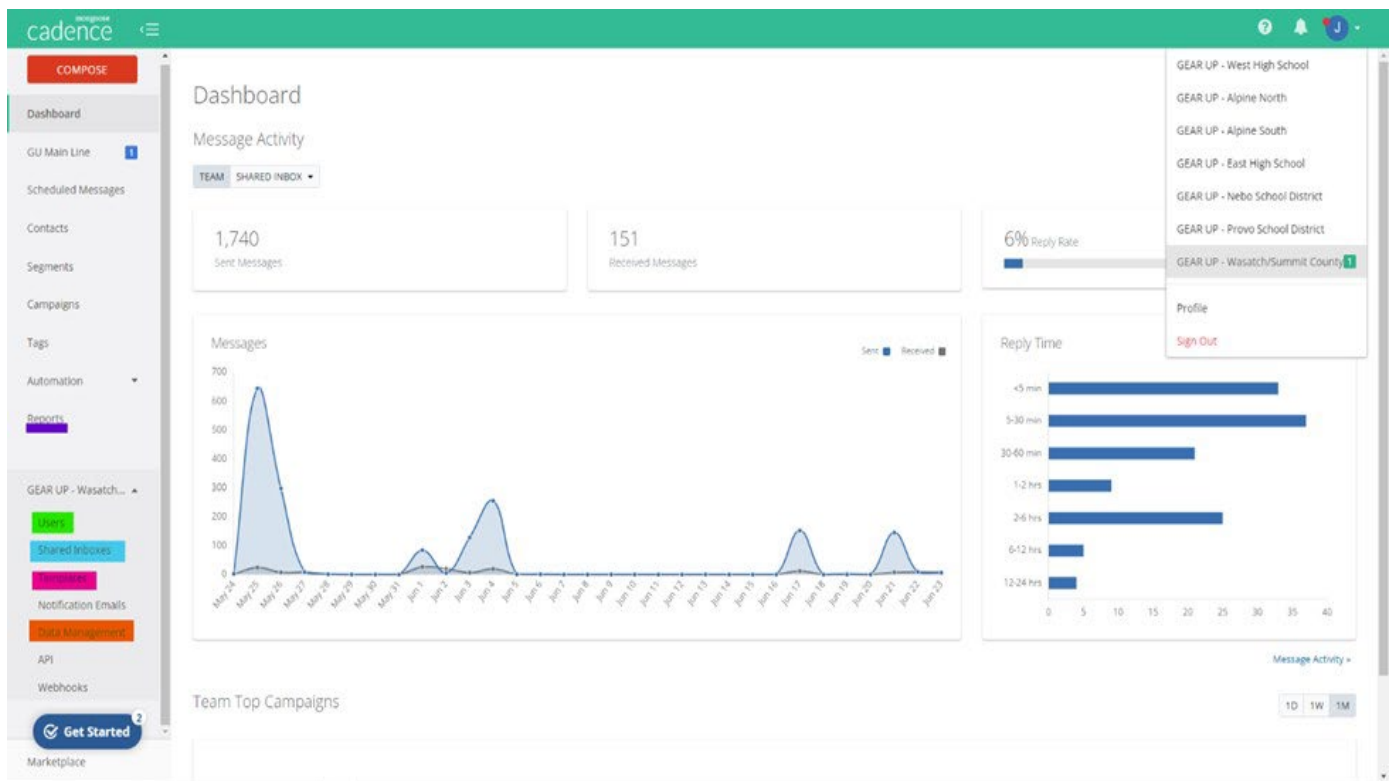 mongoose
cadence
J
COMPOSE
Dashboard
GU Main Line 1
Scheduled Messages
Contacts
Segments
Campaigns
Tags
Automation
Reports
GEAR UP - Wasatch...
Users
Shared Inboxes
Templates
Notification Emails
Data Management
API
Webhooks
Get Started 2
Marketplace
Dashboard
Message Activity
TEAM SHARED INBOX
1,740
Sent Messages
151
Received Messages
6% Reply Rate
GEAR UP - West High School
GEAR UP - Alpine North
GEAR UP - Alpine South
GEAR UP - East High School
GEAR UP - Nebo School District
GEAR UP - Provo School District
GEAR UP - Wasatch/Summit County 1
Profile
Sign Out
Messages
Sent Received
700
600
500
400
300
200
100
0
May 24 May 25 May 26 May 27 May 28 May 29 May 30 May 31 Jun 1 Jun 2 Jun 3 Jun 4 Jun 5 Jun 6 Jun 7 Jun 8 Jun 9 Jun 10 Jun 11 Jun 12 Jun 13 Jun 14 Jun 15 Jun 16 Jun 17 Jun 18 Jun 19 Jun 20 Jun 21 Jun 22 Jun 23
Reply Time
<5 min
5-30 min
30-60 min
1-2 hrs
2-6 hrs
6-12 hrs
12-24 hrs
0 5 10 15 20 25 30 35 40
Message Activity »
Team Top Campaigns
1D 1W 1M